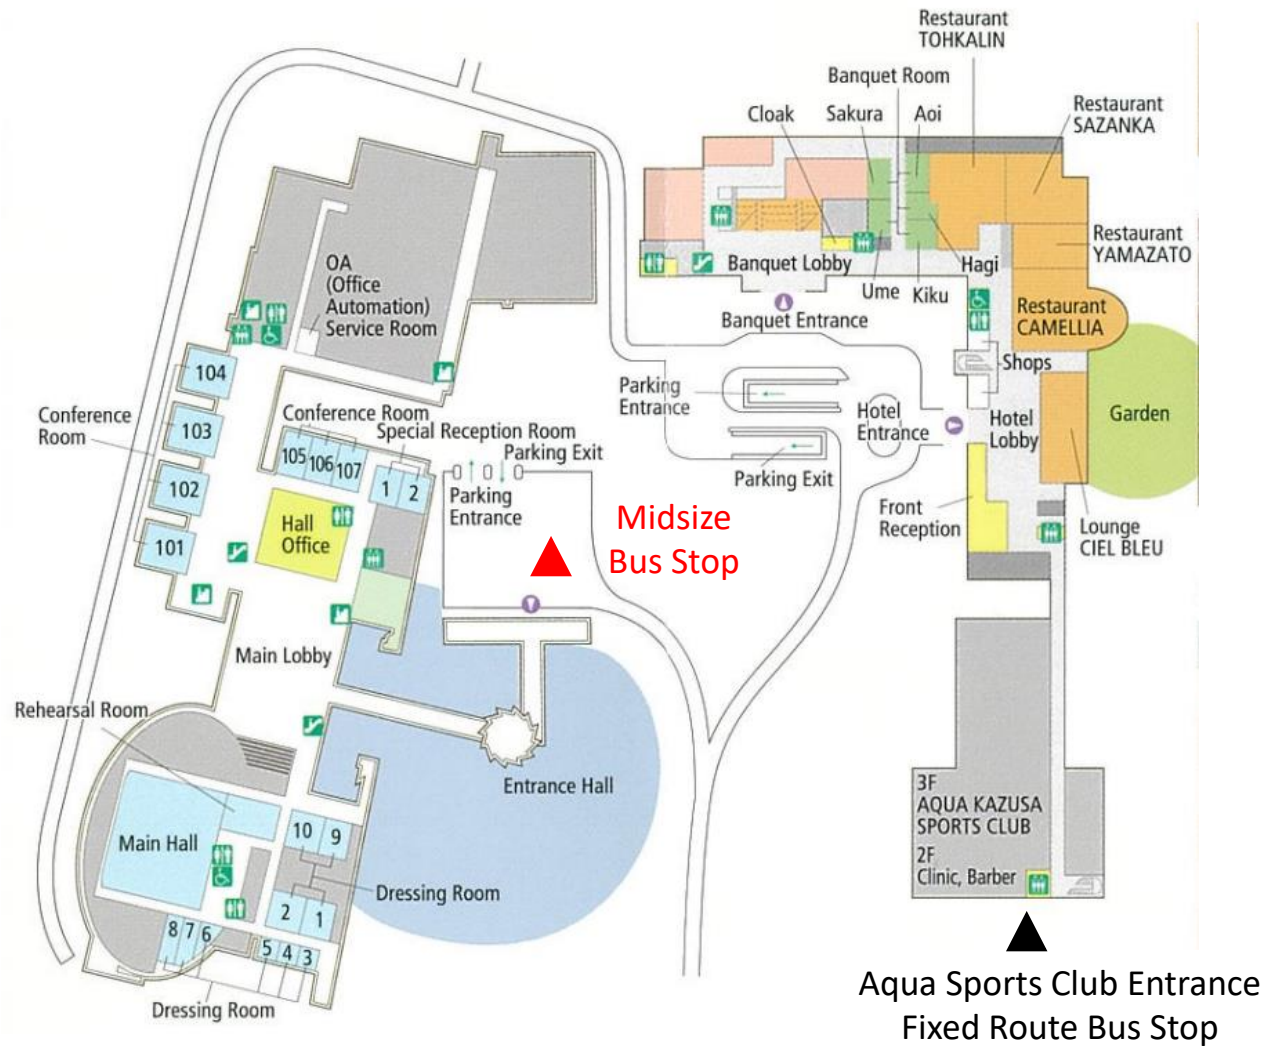 Restaurant
TOHKALIN
Banquet Room
Cloak
Sakura
Aoi
Restaurant
SAZANKA
Restaurant
YAMAZATO
Banquet Lobby
Ume
Kiku
Hagi
Restaurant
CAMELLIA
Banquet Entrance
Shops
OA
(Office
Automation)
Service Room
104
103
102
101
Conference
Room
Conference Room
105
106
107
Special Reception Room
1
2
Parking Exit
Parking
Entrance
Parking
Entrance
Parking Exit
Hotel
Entrance
Hotel
Lobby
Garden
Front
Reception
Lounge
CIEL BLEU
Hall
Office
Midsize
Bus Stop
Main Lobby
Rehearsal Room
Entrance Hall
Main Hall
10
9
Dressing Room
2
1
8
7
6
5
4
3
Dressing Room
3F
AQUA KAZUSA
SPORTS CLUB
2F
Clinic, Barber
Aqua Sports Club Entrance
Fixed Route Bus Stop